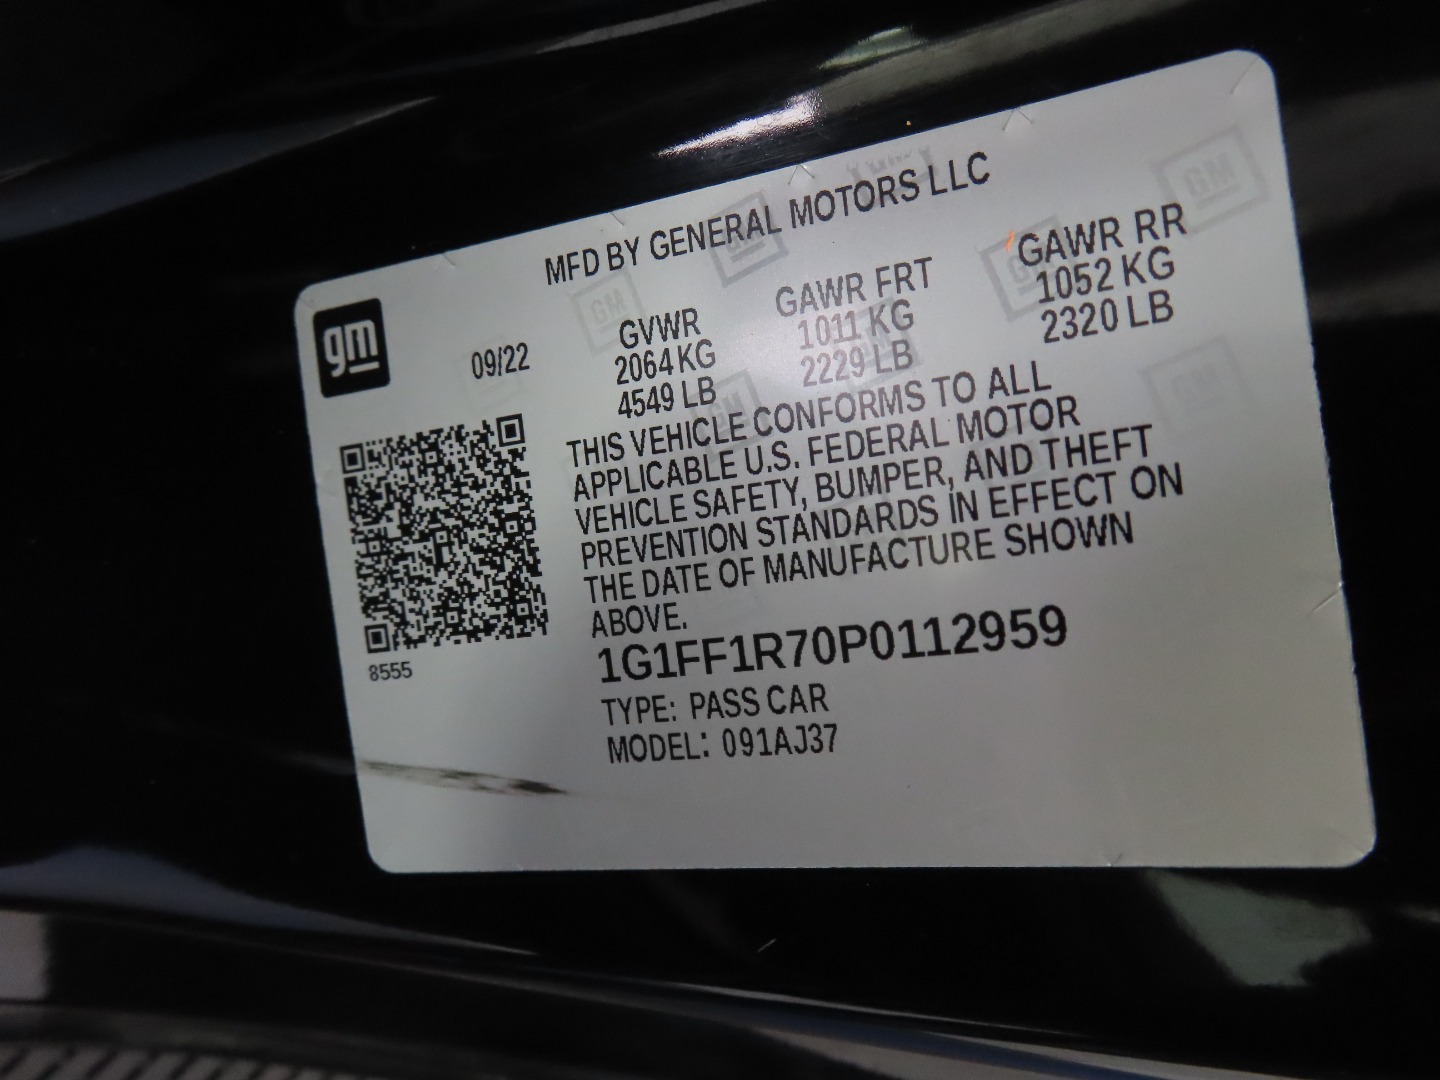 MFD BY GENERAL MOTORS LLC
gm
09/22
GVWR
2064 KG
4549 LB
GAWR FRT
1011 KG
2229 LB
GAWR RR
1052 KG
2320 LB
THIS VEHICLE CONFORMS TO ALL
APPLICABLE U.S. FEDERAL MOTOR
VEHICLE SAFETY, BUMPER, AND THEFT
PREVENTION STANDARDS IN EFFECT ON
THE DATE OF MANUFACTURE SHOWN
ABOVE.
8555
1G1FF1R70P0112959
TYPE: PASS CAR
MODEL: 091AJ37